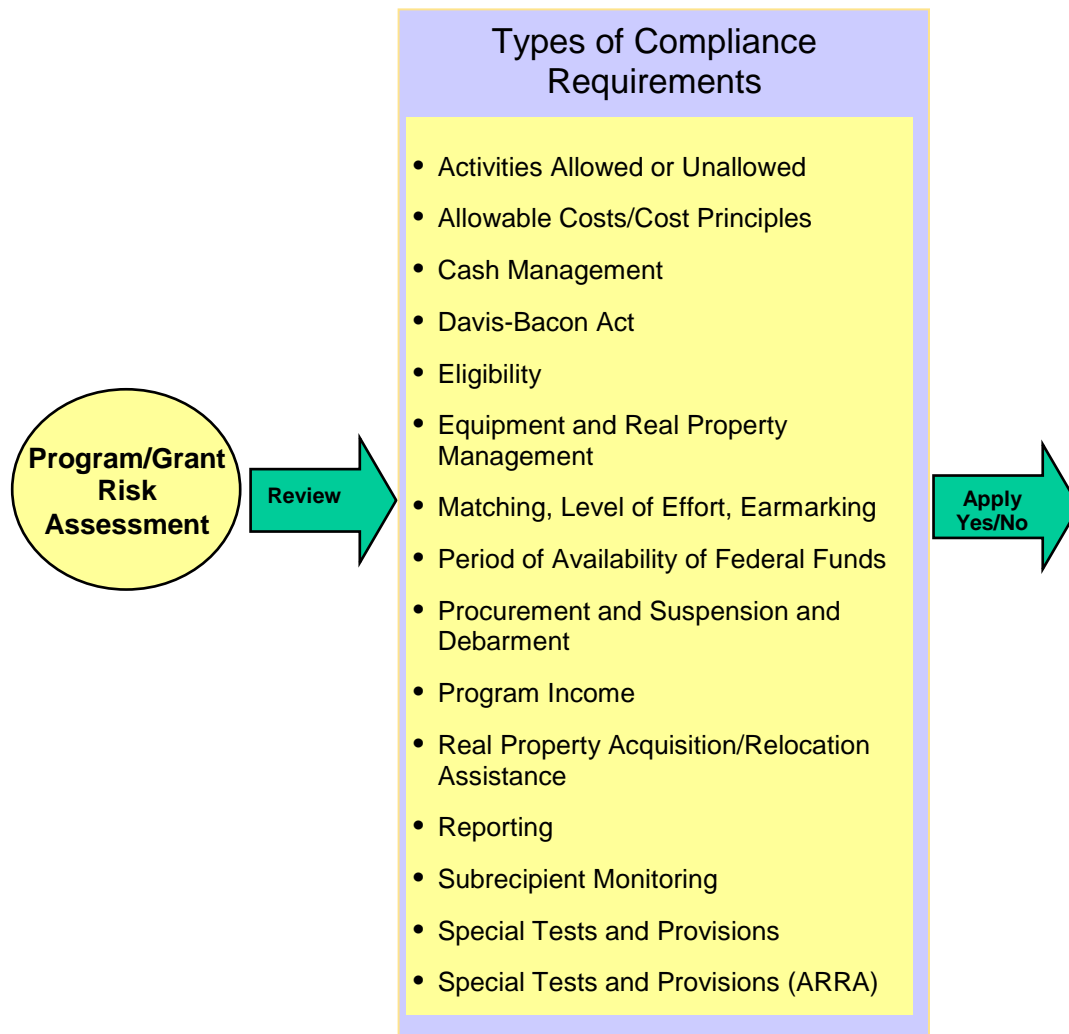 Types of Compliance
Requirements
• Activities Allowed or Unallowed
• Allowable Costs/Cost Principles
• Cash Management
• Davis-Bacon Act
• Eligibility
• Equipment and Real Property
Management
• Matching, Level of Effort, Earmarking
• Period of Availability of Federal Funds
• Procurement and Suspension and
Debarment
• Program Income
• Real Property Acquisition/Relocation
Assistance
• Reporting
• Subrecipient Monitoring
• Special Tests and Provisions
• Special Tests and Provisions (ARRA)
Program/Grant
Risk
Assessment
Review
Apply
Yes/No